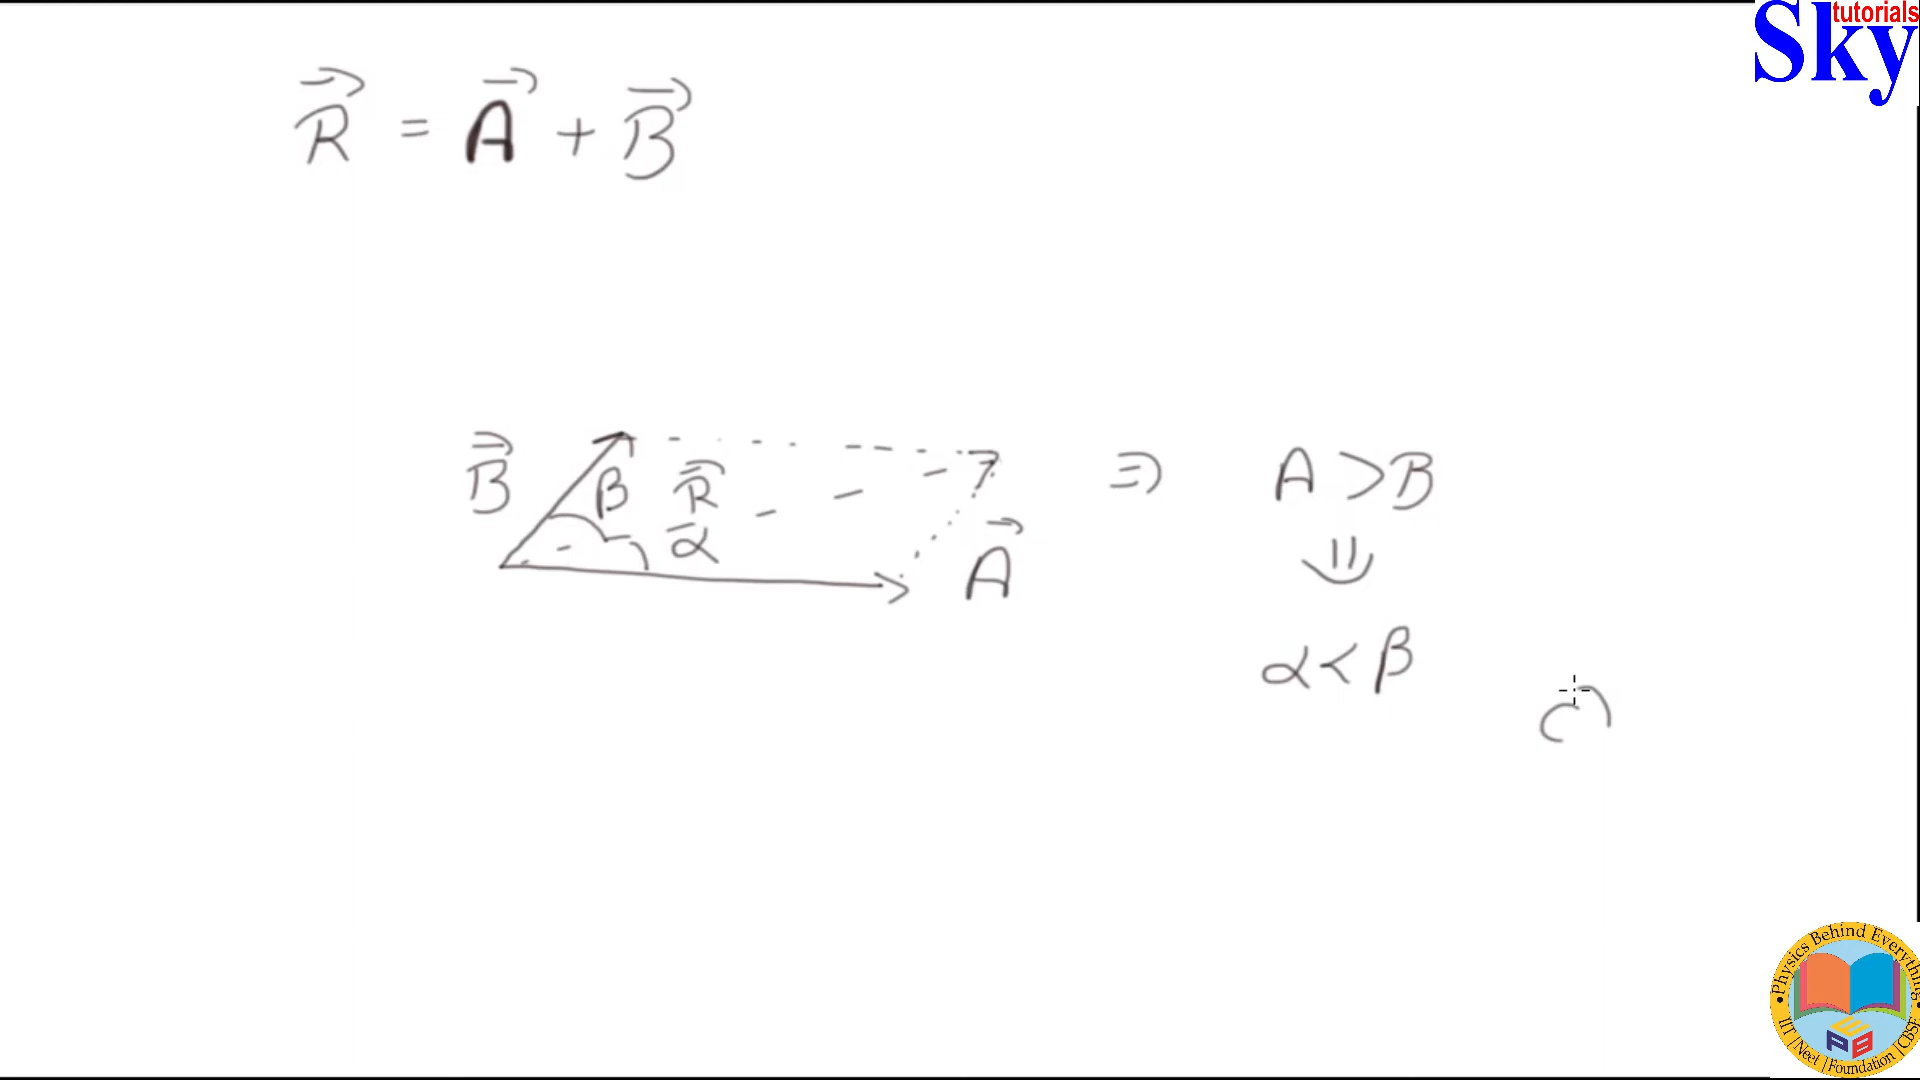 tutorials
Sky
R⃗ = A⃗ + B⃗
B⃗ β R⃗ ⇒ A > B
α A⃗
⇓
α < β
Physics Behind Everything
IIT | Neet | Foundation | CBSE